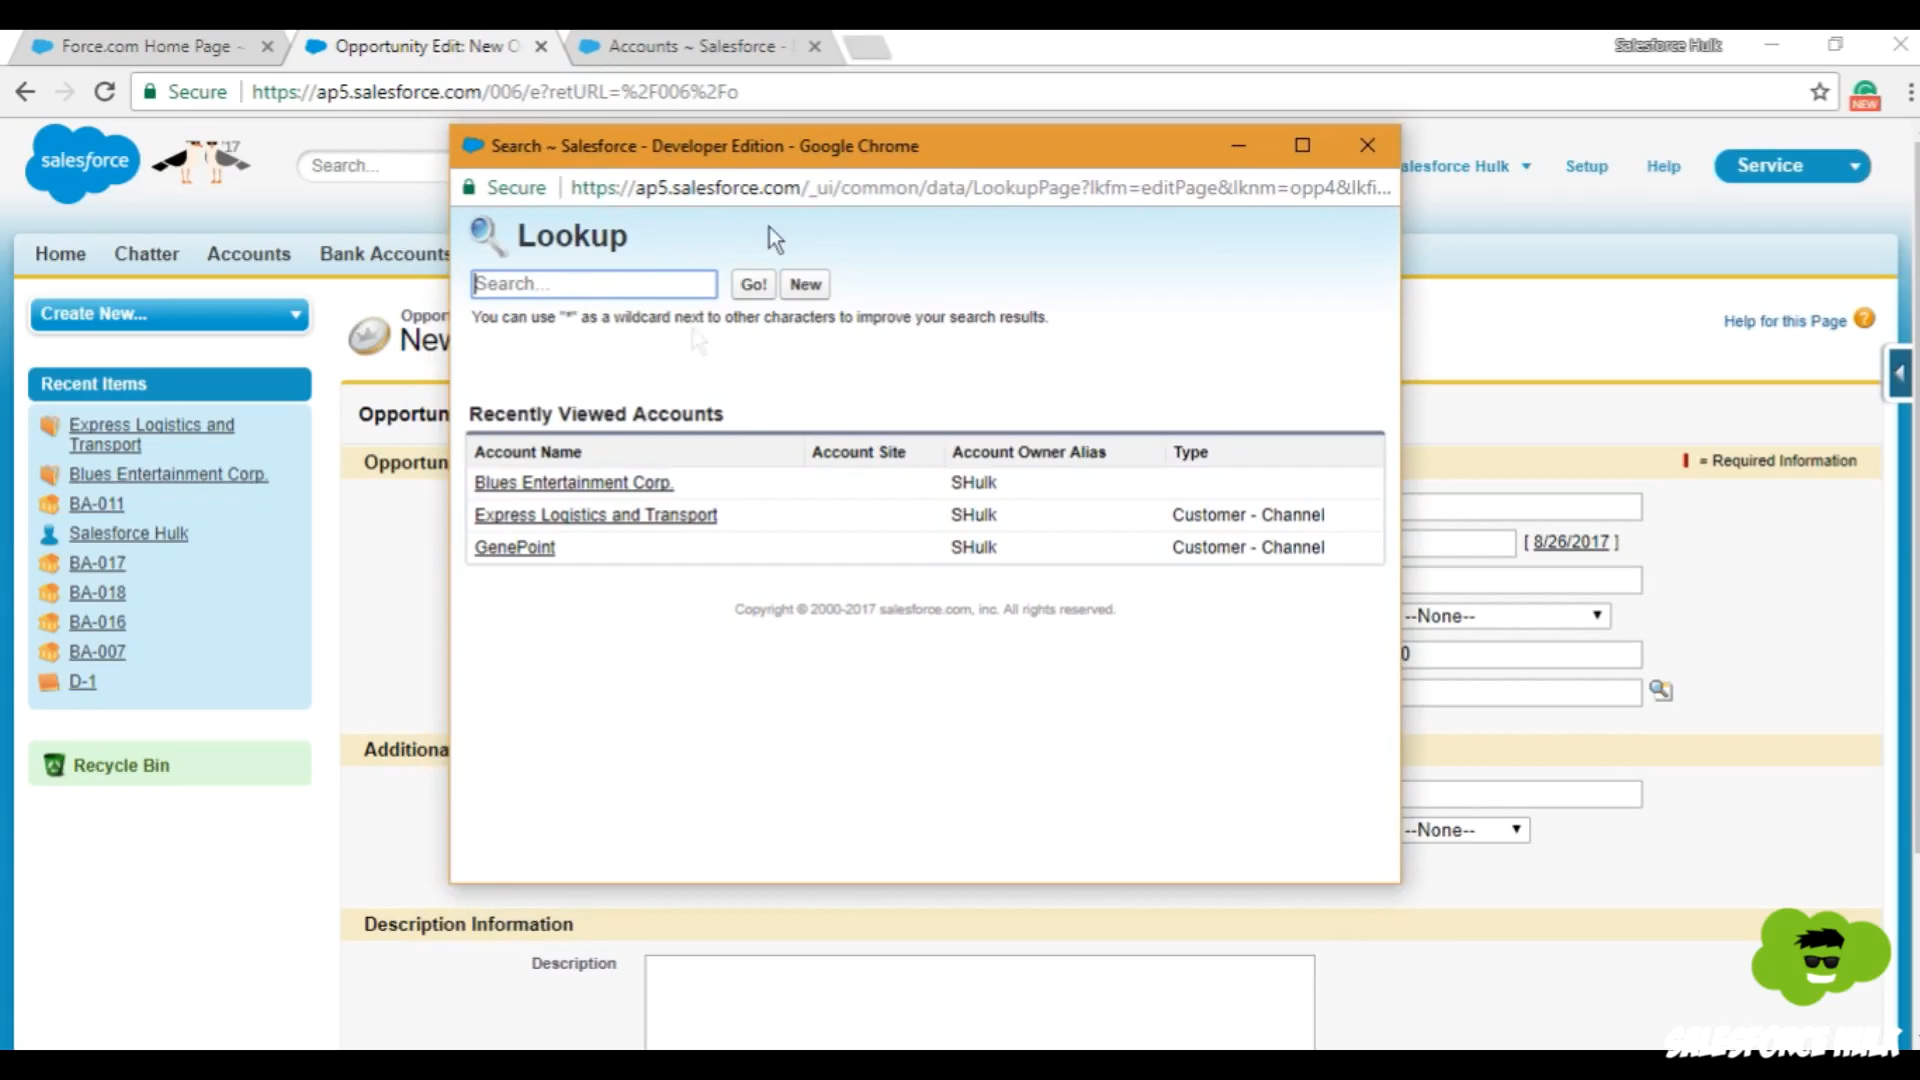 Force.com Home Page ~
Opportunity Edit: New O
Accounts ~ Salesforce -
Salesforce Hulk
Secure
https://ap5.salesforce.com/006/e?retURL=%2F006%2Fo
NEW
salesforce
'17
Search...
alesforce Hulk
Setup
Help
Service
Home
Chatter
Accounts
Bank Accounts
Create New...
Recent Items
Express Logistics and
Transport
Blues Entertainment Corp.
BA-011
Salesforce Hulk
BA-017
BA-018
BA-016
BA-007
D-1
Recycle Bin
Search ~ Salesforce - Developer Edition - Google Chrome
Secure
https://ap5.salesforce.com/_ui/common/data/LookupPage?lkfm=editPage&lknm=opp4&lkfi...
Lookup
Search...
Go!
New
You can use "*" as a wildcard next to other characters to improve your search results.
Recently Viewed Accounts
Account Name Account Site Account Owner Alias Type
Blues Entertainment Corp. SHulk
Express Logistics and Transport SHulk Customer - Channel
GenePoint SHulk Customer - Channel
Copyright © 2000-2017 salesforce.com, inc. All rights reserved.
Oppor
New
Help for this Page
?
Opportun
Opportun
= Required Information
[ 8/26/2017 ]
--None--
0
Additiona
--None--
Description Information
Description
SALESFORCE HULK